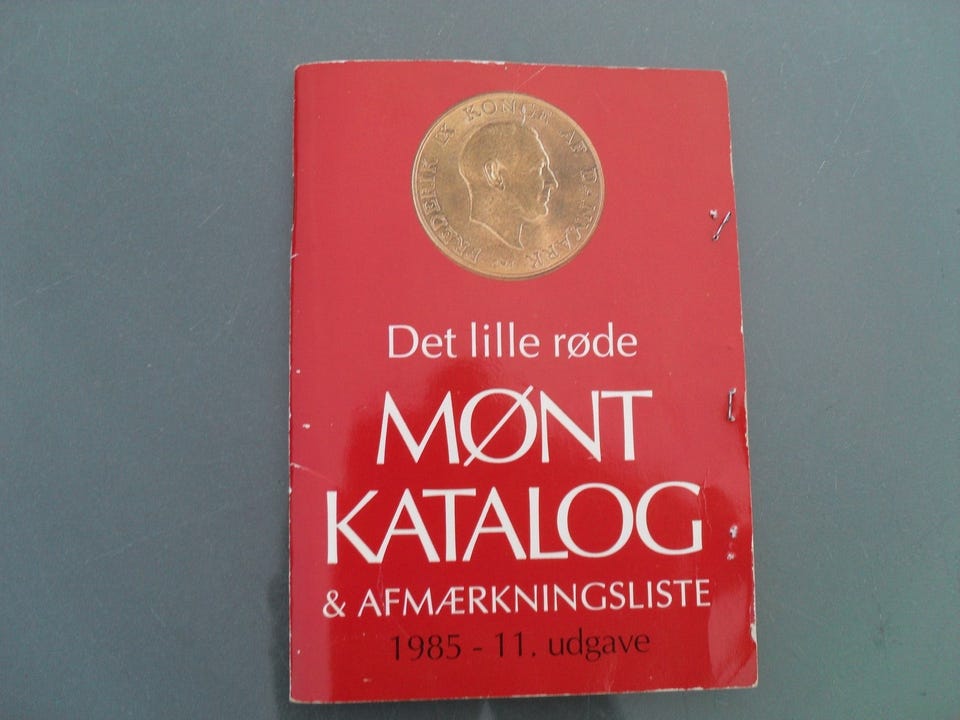 FREDERIK IX KONGE AF DANMARK
Det lille røde
MØNT
KATALOG
& AFMÆRKNINGSLISTE
1985 - 11. udgave